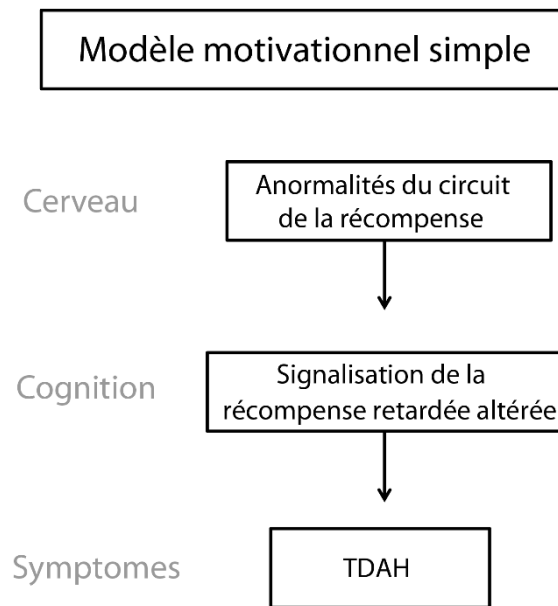 Modèle motivationnel simple
Cerveau
Anormalités du circuit
de la récompense
Cognition
Signalisation de la
récompense retardée altérée
Symptomes
TDAH